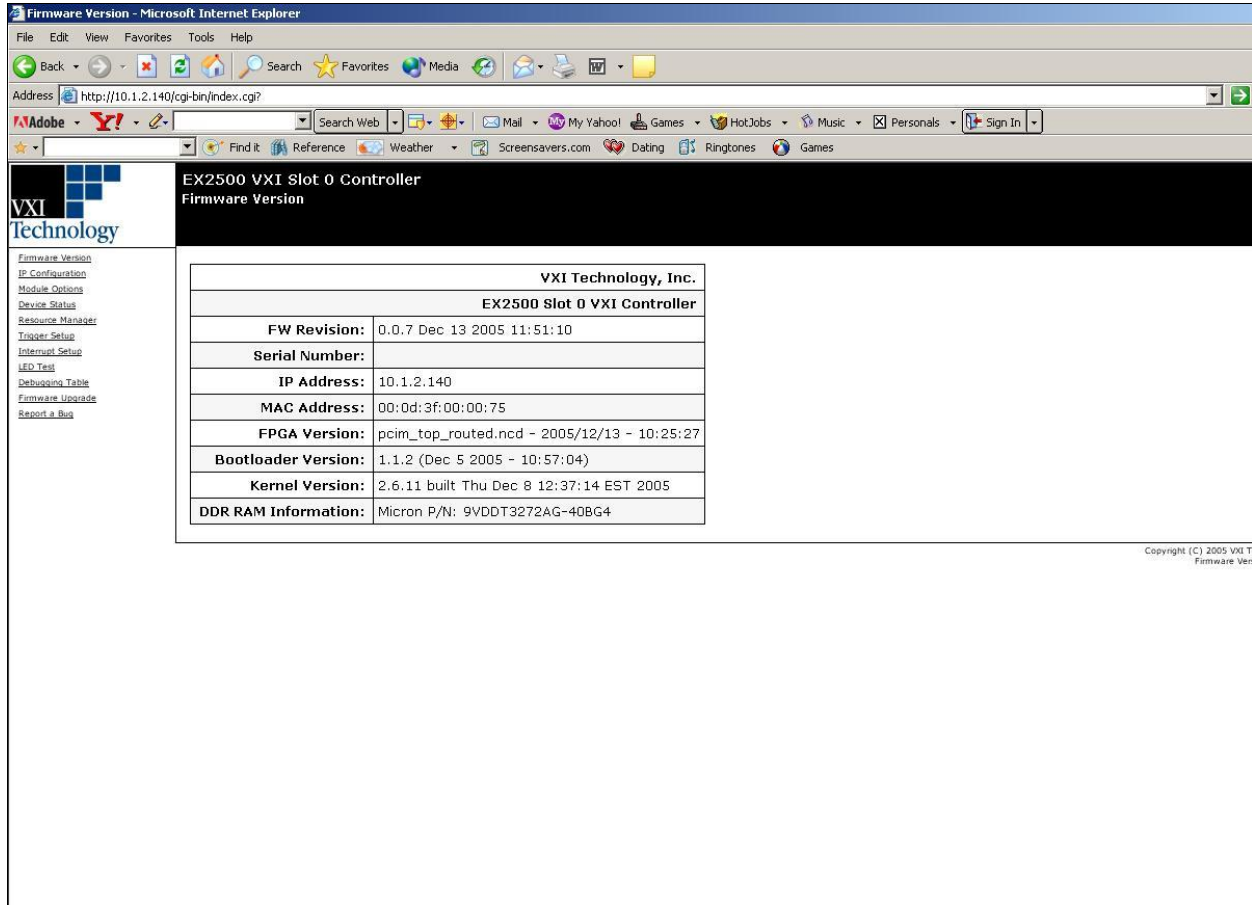 Firmware Version - Microsoft Internet Explorer
File Edit View Favorites Tools Help
Back Search Favorites Media
Address http://10.1.2.140/cgi-bin/index.cgi?
Adobe Y! Search Web Mail My Yahoo! Games HotJobs Music Personals Sign In
Find it Reference Weather Screensavers.com Dating Ringtones Games
VXI
Technology
EX2500 VXI Slot 0 Controller
Firmware Version
Firmware Version
IP Configuration
Module Options
Device Status
Resource Manager
Trigger Setup
Interrupt Setup
LED Test
Debugging Table
Firmware Upgrade
Report a Bug
VXI Technology, Inc.
EX2500 Slot 0 VXI Controller
FW Revision: 0.0.7 Dec 13 2005 11:51:10
Serial Number:
IP Address: 10.1.2.140
MAC Address: 00:0d:3f:00:00:75
FPGA Version: pcim_top_routed.ncd - 2005/12/13 - 10:25:27
Bootloader Version: 1.1.2 (Dec 5 2005 - 10:57:04)
Kernel Version: 2.6.11 built Thu Dec 8 12:37:14 EST 2005
DDR RAM Information: Micron P/N: 9VDDT3272AG-40BG4
Copyright (C) 2005 VXI T
Firmware Ver